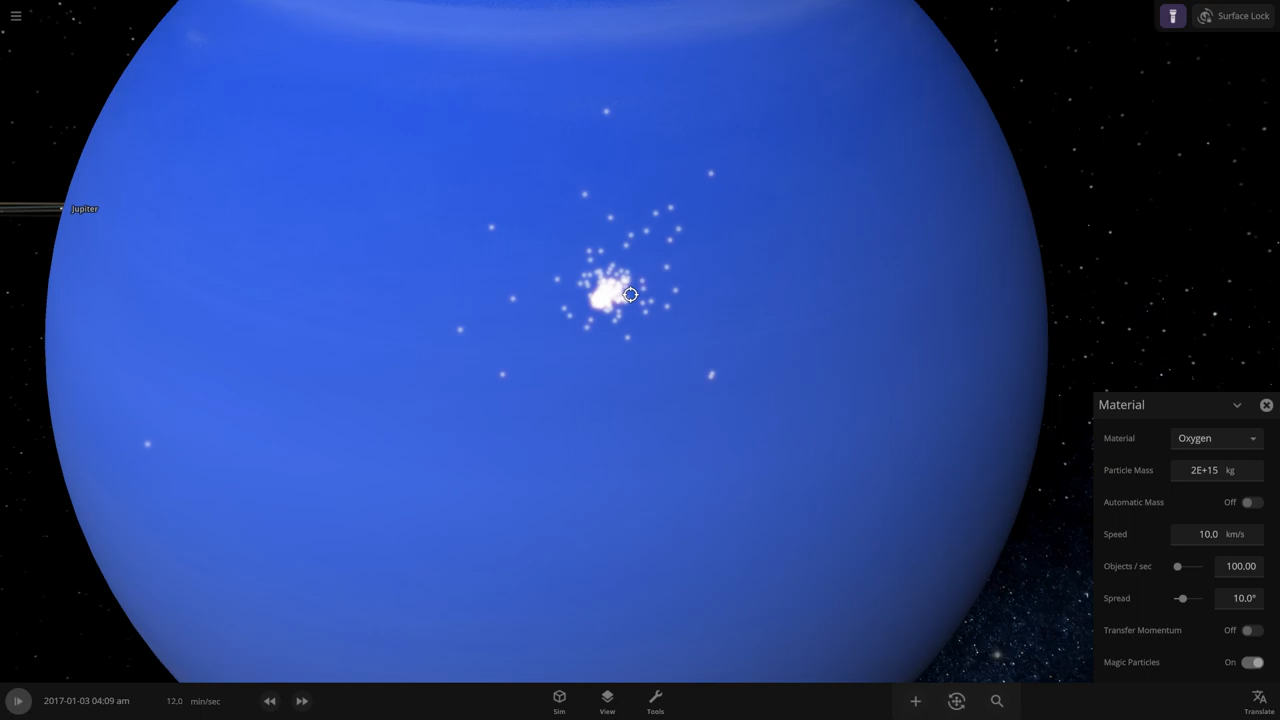 Surface Lock
Jupiter
Material
Material Oxygen
Particle Mass 2E+15 kg
Automatic Mass Off
Speed 10.0 km/s
Objects / sec 100.00
Spread 10.0°
Transfer Momentum Off
Magic Particles On
2017-01-03 04:09 am 12.0 min/sec
Sim View Tools Translate